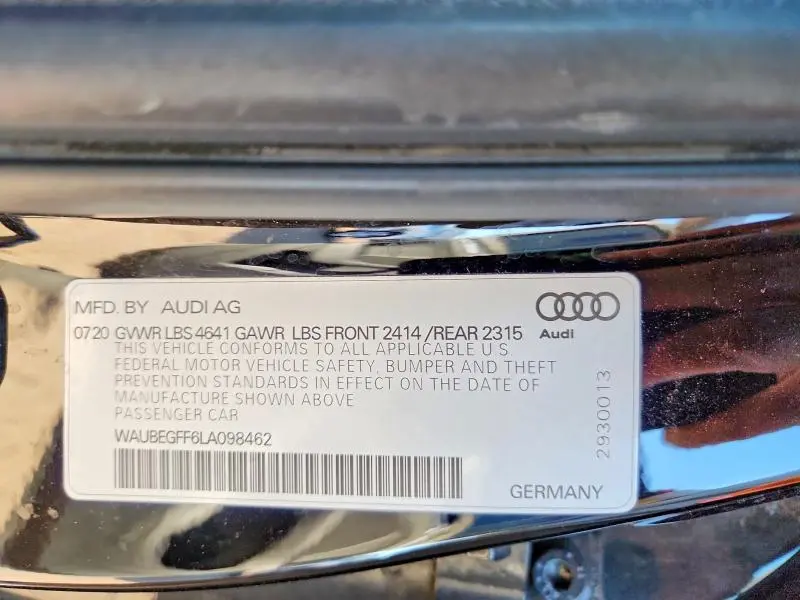 MFD. BY AUDI AG
0720 GVWR LBS 4641 GAWR LBS FRONT 2414 /REAR 2315
Audi
THIS VEHICLE CONFORMS TO ALL APPLICABLE U S
FEDERAL MOTOR VEHICLE SAFETY, BUMPER AND THEFT
PREVENTION STANDARDS IN EFFECT ON THE DATE OF
MANUFACTURE SHOWN ABOVE
PASSENGER CAR
WAUBEGFF6LA098462
2930013
GERMANY